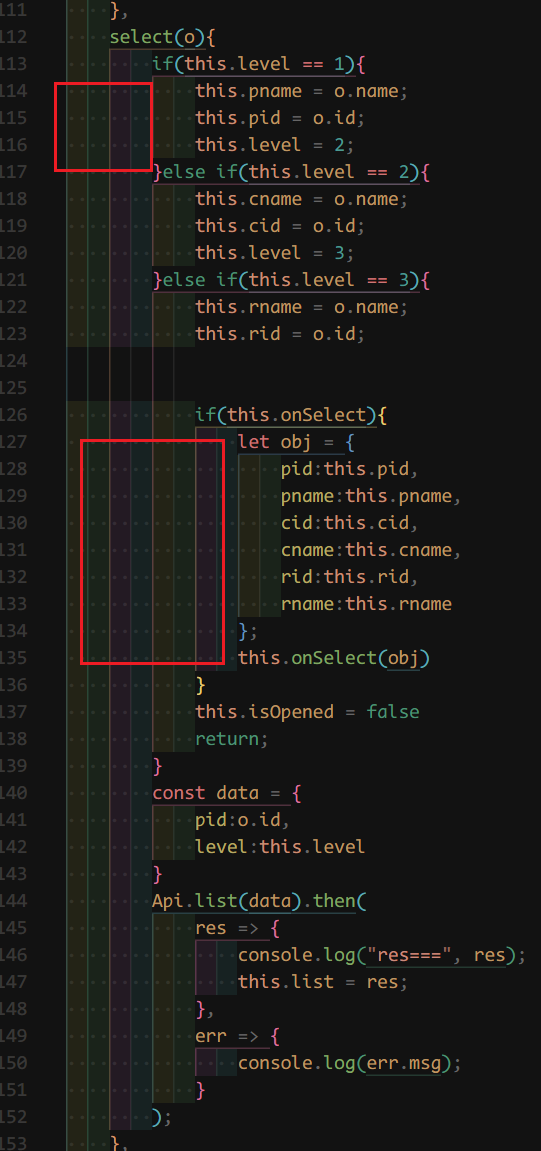 111 },
112 select(o){
113 if(this.level == 1){
114 this.pname = o.name;
115 this.pid = o.id;
116 this.level = 2;
117 }else if(this.level == 2){
118 this.cname = o.name;
119 this.cid = o.id;
120 this.level = 3;
121 }else if(this.level == 3){
122 this.rname = o.name;
123 this.rid = o.id;
124
125
126 if(this.onSelect){
127 let obj = {
128 pid:this.pid,
129 pname:this.pname,
130 cid:this.cid,
131 cname:this.cname,
132 rid:this.rid,
133 rname:this.rname
134 };
135 this.onSelect(obj)
136 }
137 this.isOpened = false
138 return;
139 }
140 const data = {
141 pid:o.id,
142 level:this.level
143 }
144 Api.list(data).then(
145 res => {
146 console.log("res===", res);
147 this.list = res;
148 },
149 err => {
150 console.log(err.msg);
151 }
152 );
153 },